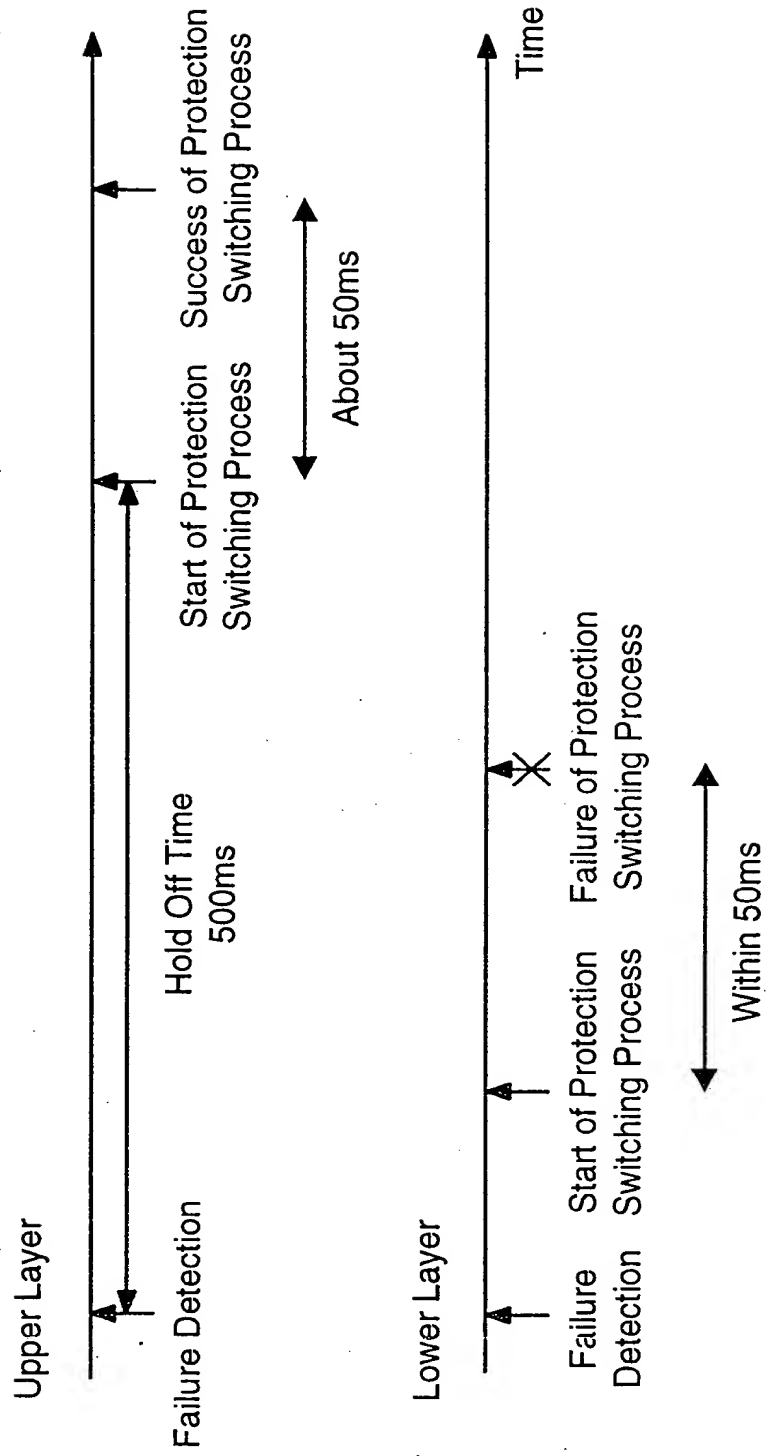 Upper Layer
Failure Detection
Hold Off Time
500ms
Start of Protection
Switching Process
Success of Protection
Switching Process
About 50ms
Lower Layer
Failure
Detection
Start of Protection
Switching Process
Failure of Protection
Switching Process
Within 50ms
Time